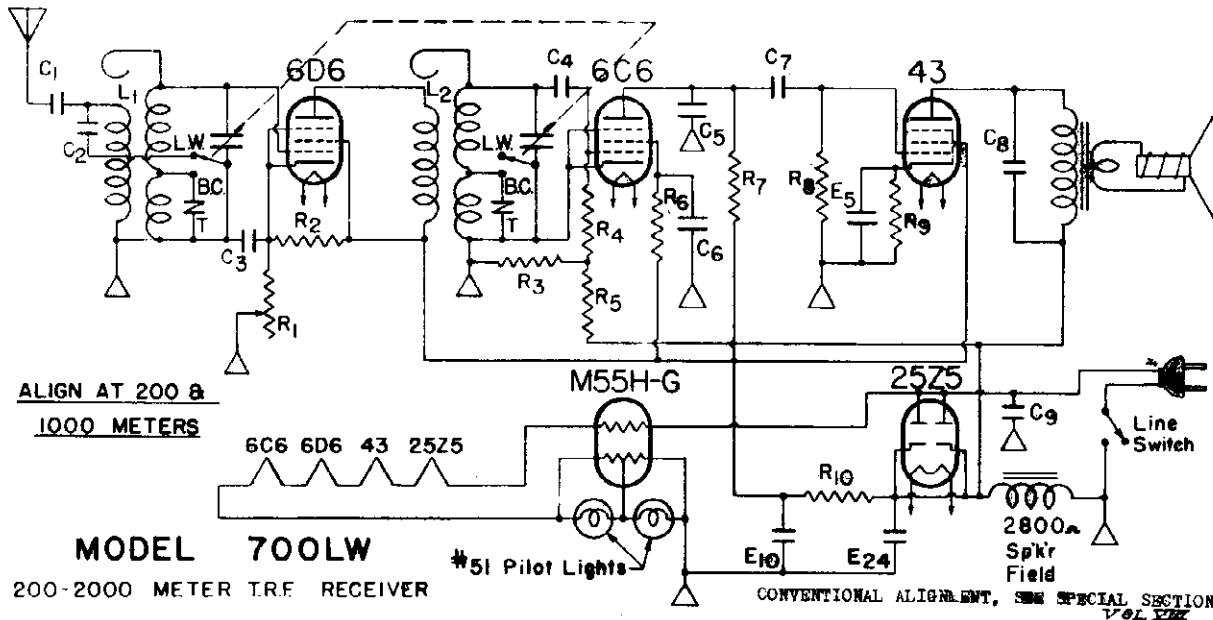 6D6 6C6 43
C1 L1 C2 L.W. B.C. T C3 R2 R1
L2 C4 L.W. B.C. T R3 R4 R5 R6
C5 C6 C7 R7 R8 E5 R9 C8
ALIGN AT 200 &
1000 METERS
M55H-G 25Z5
C9
Line
Switch
6C6 6D6 43 25Z5
R10
E10 E24
2800Ω
Sp'k'r
Field
#51 Pilot Lights
MODEL 700LW
200-2000 METER T.R.F. RECEIVER
CONVENTIONAL ALIGNMENT, SEE SPECIAL SECTION
VOL VIII